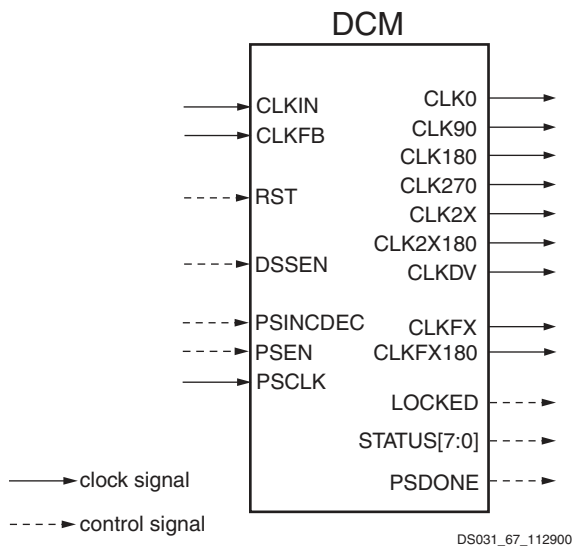 DCM
CLKIN
CLKFB
RST
DSSEN
PSINCDEC
PSEN
PSCLK
CLK0
CLK90
CLK180
CLK270
CLK2X
CLK2X180
CLKDV
CLKFX
CLKFX180
LOCKED
STATUS[7:0]
PSDONE
clock signal
control signal
DS031_67_112900